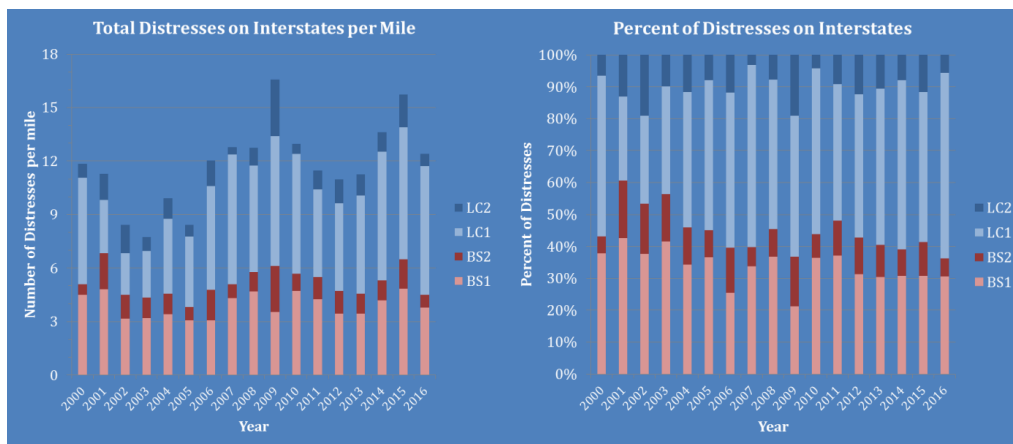 Total Distresses on Interstates per Mile
18
15
12
9
6
3
0
Number of Distresses per mile
2000 2001 2002 2003 2004 2005 2006 2007 2008 2009 2010 2011 2012 2013 2014 2015 2016
Year
LC2
LC1
BS2
BS1
Percent of Distresses on Interstates
100%
90%
80%
70%
60%
50%
40%
30%
20%
10%
0%
Percent of Distresses
2000 2001 2002 2003 2004 2005 2006 2007 2008 2009 2010 2011 2012 2013 2014 2015 2016
Year
LC2
LC1
BS2
BS1